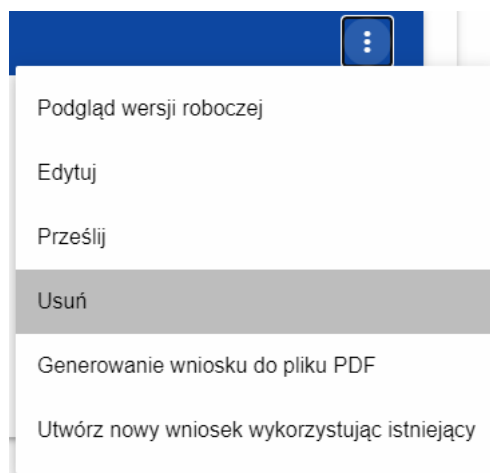 Podgląd wersji roboczej
Edytuj
Prześlij
Usuń
Generowanie wniosku do pliku PDF
Utwórz nowy wniosek wykorzystując istniejący